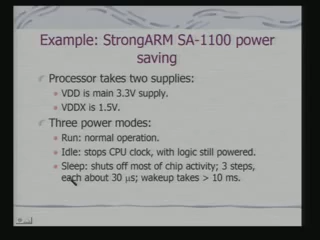 Example: StrongARM SA-1100 power
saving
Processor takes two supplies:
VDD is main 3.3V supply.
VDDX is 1.5V.
Three power modes:
Run: normal operation.
Idle: stops CPU clock, with logic still powered.
Sleep: shuts off most of chip activity; 3 steps,
each about 30 μs; wakeup takes > 10 ms.